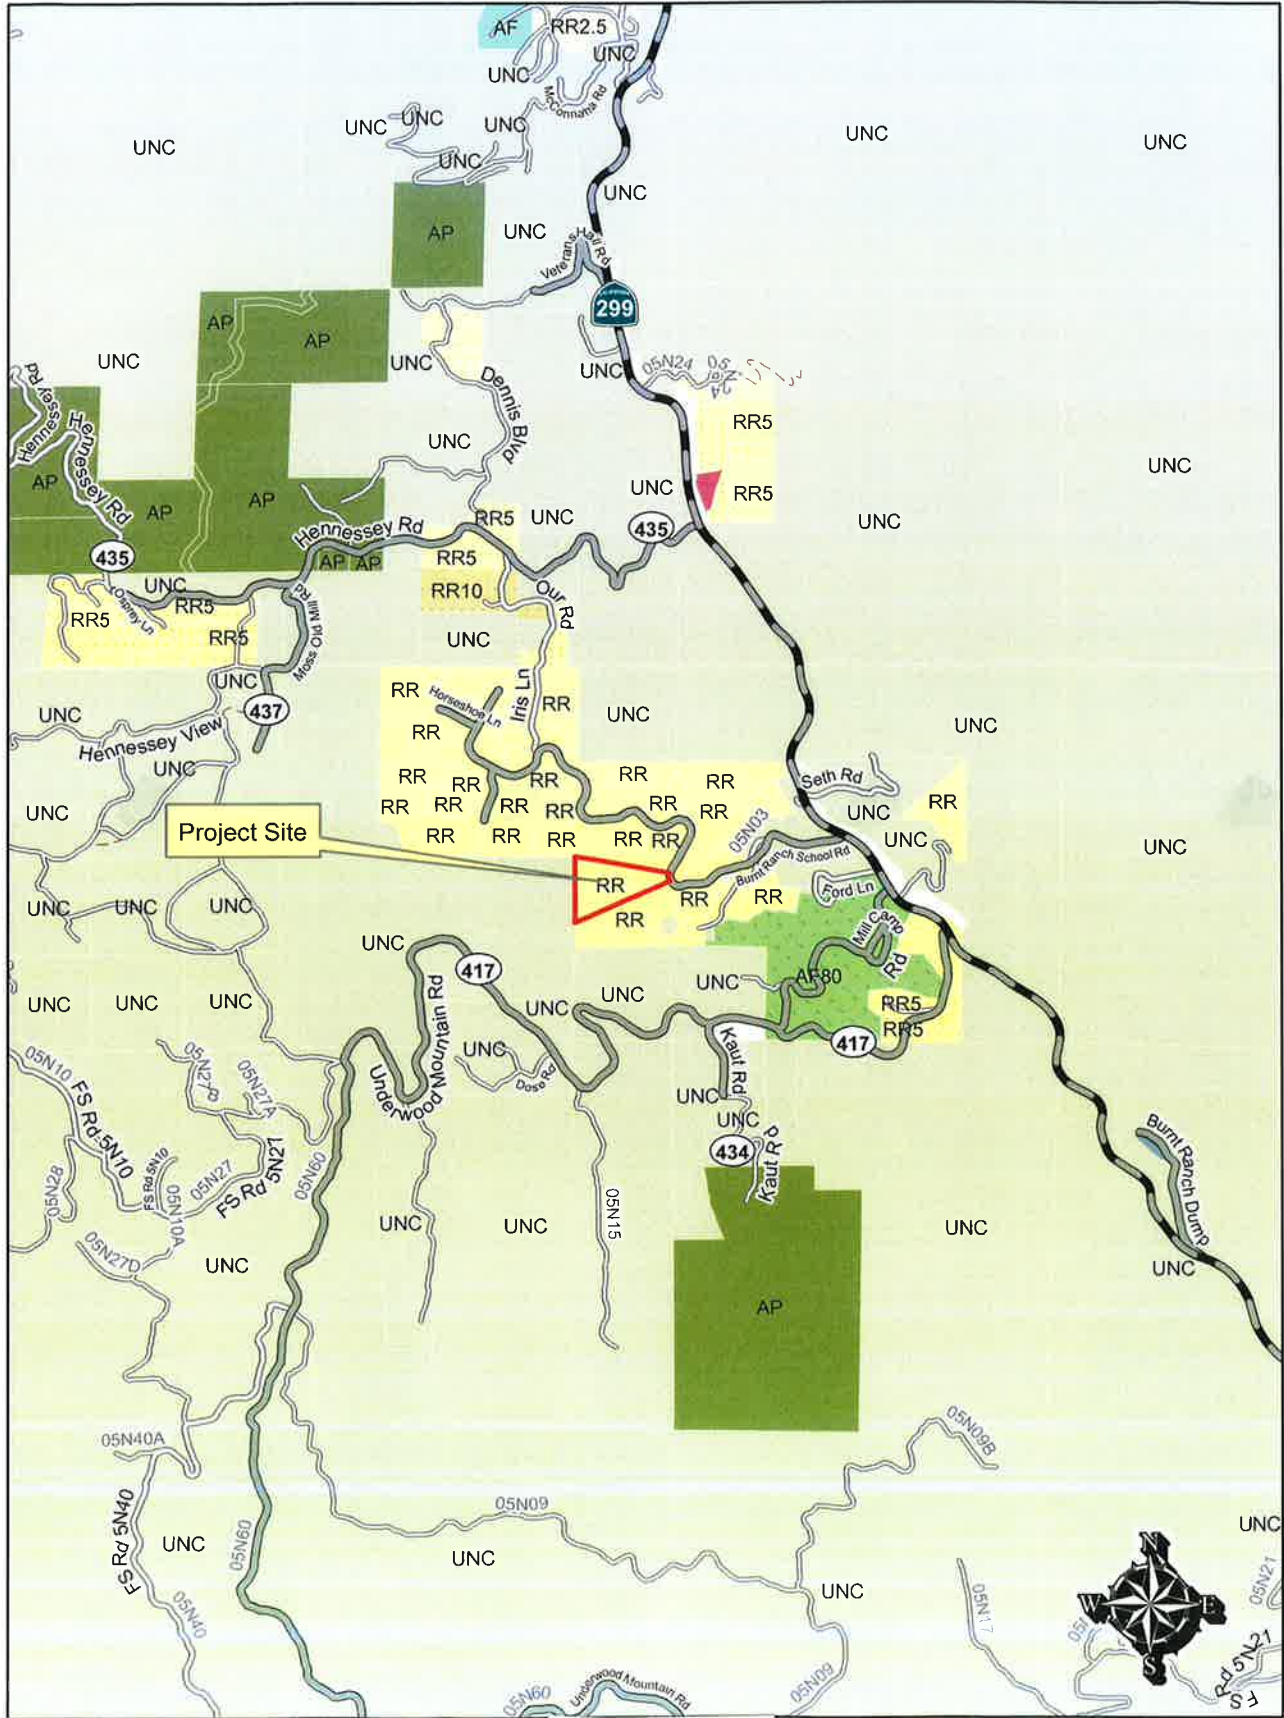 AF
RR2.5
UNC
UNC
McConnaha Rd
UNC
UNC
UNC
UNC
UNC
UNC
UNC
UNC
AP
UNC
Veterans Hall Rd
299
AP
AP
UNC
UNC
UNC
05N24
Hennessey Rd
Dennis Blvd
RR5
Hennessey Rd
UNC
UNC
AP
AP
AP
UNC
RR5
Hennessey Rd
RR5
UNC
435
UNC
435
RR5
AP
AP
UNC
RR10
Our Rd
Osprey Ln
RR5
RR5
RR5
Moss Old Mill Rd
UNC
UNC
RR
Horseshoe Ln
Iris Ln
RR
UNC
437
UNC
Hennessey View
RR
UNC
UNC
RR
RR
RR
RR
RR
Seth Rd
UNC
RR
RR
RR
RR
RR
RR
RR
UNC
RR
Project Site
RR
RR
RR
RR
RR
05N03
Burnt Ranch School Rd
UNC
UNC
RR
RR
RR
Ford Ln
UNC
UNC
UNC
RR
Mill Camp Rd
UNC
417
UNC
AF80
UNC
UNC
UNC
UNC
UNC
RR5
RR5
417
Underwood Mountain Rd
UNC
Dose Rd
Kaut Rd
05N10
FS Rd 5N10
05N27B
05N27A
UNC
UNC
434
Kaut Rd
Burnt Ranch Dump
05N28
FS Rd 5N10
05N10A
05N27
FS Rd 5N27
05N60
05N15
05N27D
UNC
UNC
UNC
UNC
UNC
AP
05N40A
05N09B
05N09
FS Rd 5N40
UNC
05N60
UNC
UNC
UNC
05N40
05N17
05N21
N
W
E
S
05N60
Underwood Mountain Rd
05N09
FS Rd 5N21